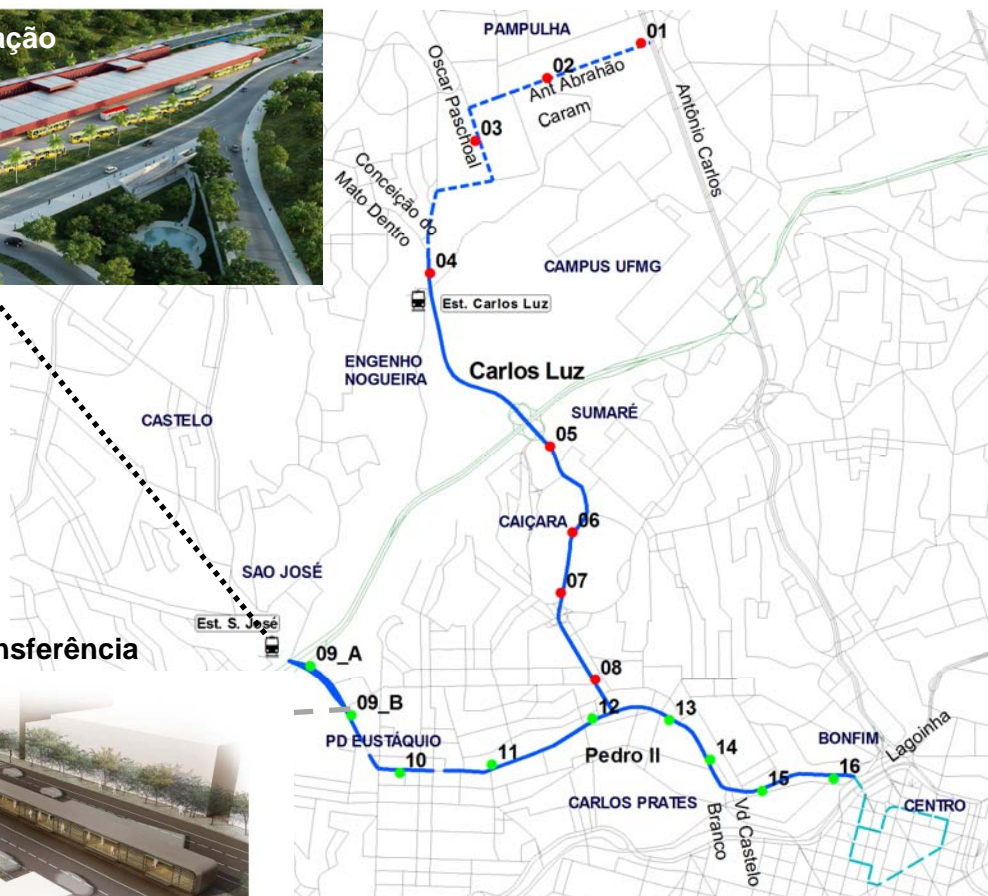 PAMPULHA
01
02
Ant Abrahão
Caram
Oscar Paschoal
03
Antônio Carlos
Conceição do
Mato Dentro
04
CAMPUS UFMG
Est. Carlos Luz
ENGENHO
NOGUEIRA
Carlos Luz
CASTELO
SUMARÉ
05
CAIÇARA
06
SAO JOSÉ
07
Est. S. José
nsferência
09_A
08
09_B
12
13
PD EUSTÁQUIO
10
11
Pedro II
14
BONFIM
Lagoinha
15
16
CARLOS PRATES
Vd Castelo
Branco
CENTRO